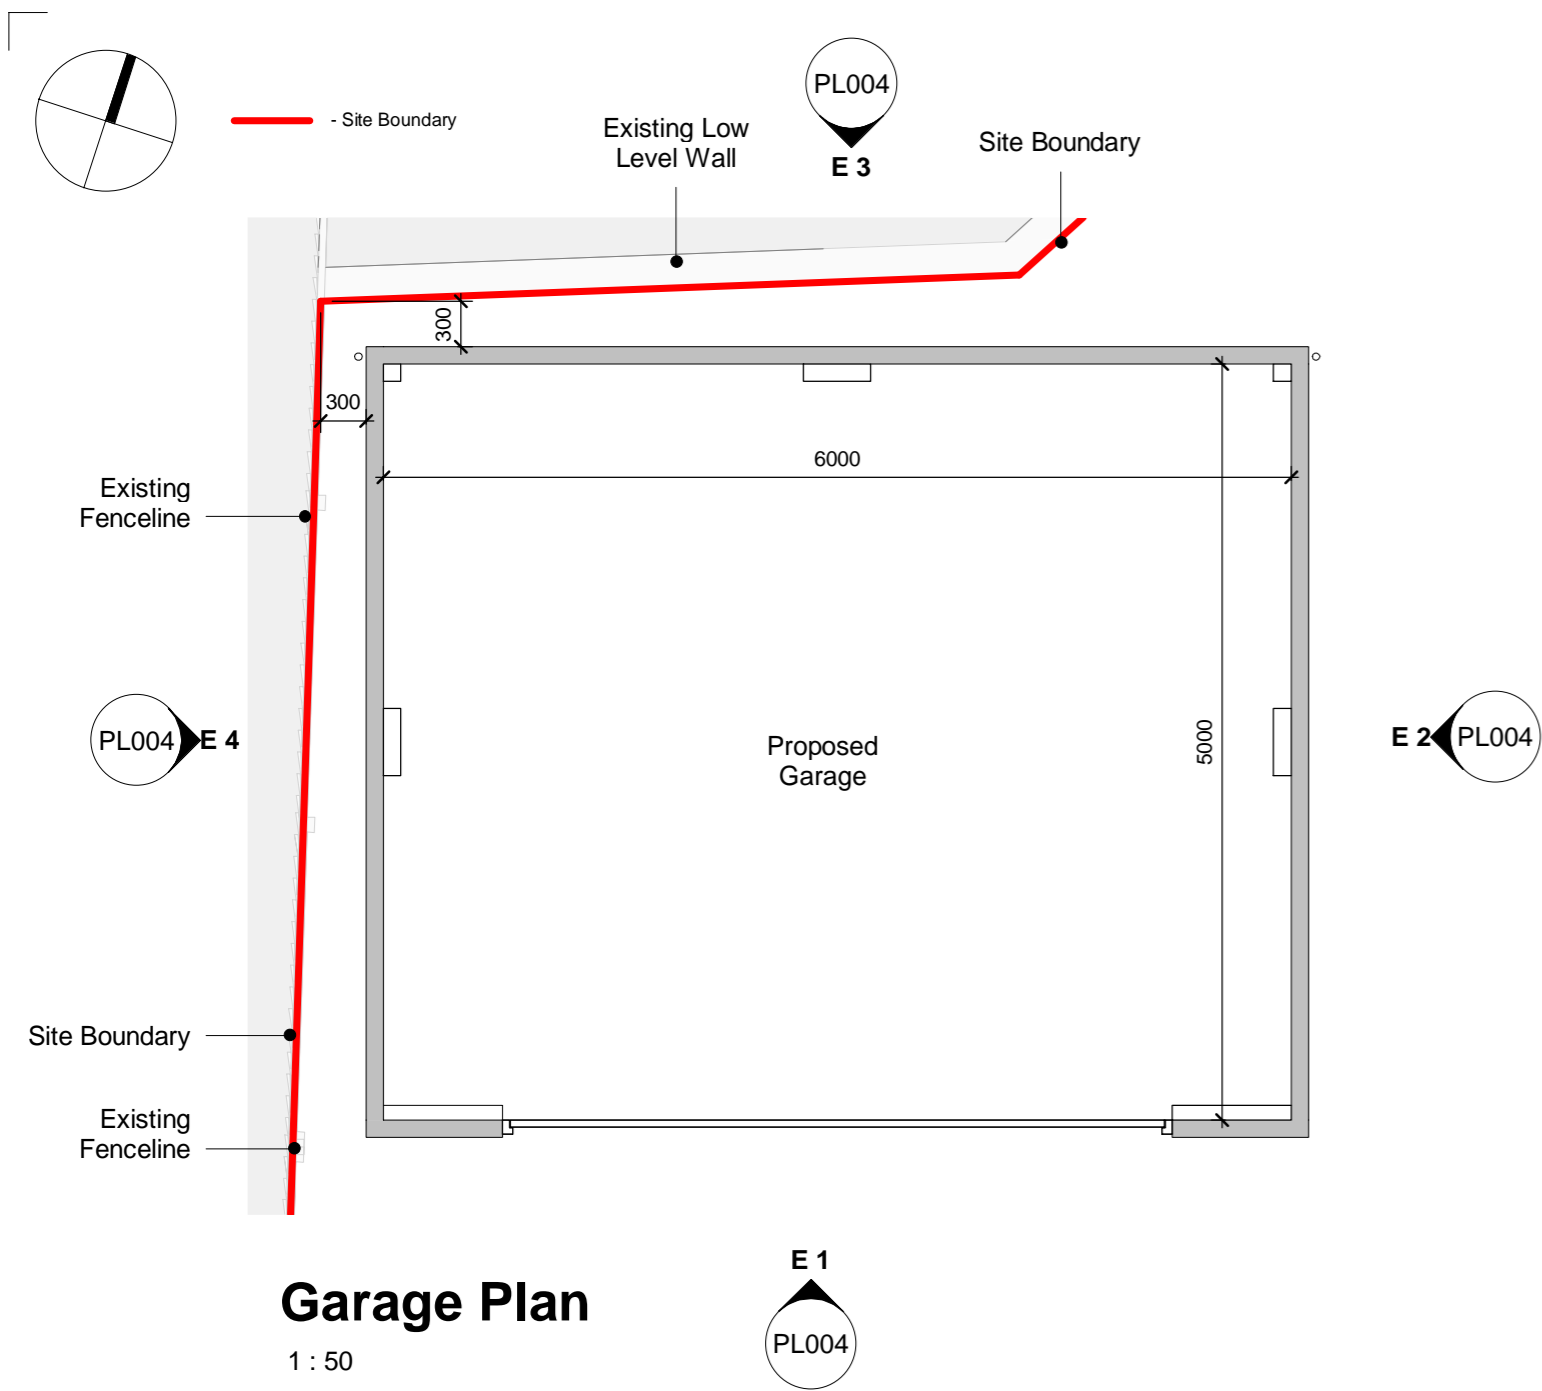 PL004
- Site Boundary
Existing Low
Level Wall
E 3
Site Boundary
300
300
6000
Existing
Fenceline
PL004
E 4
Proposed
Garage
5000
E 2
PL004
Site Boundary
Existing
Fenceline
E 1
Garage Plan
PL004
1 : 50